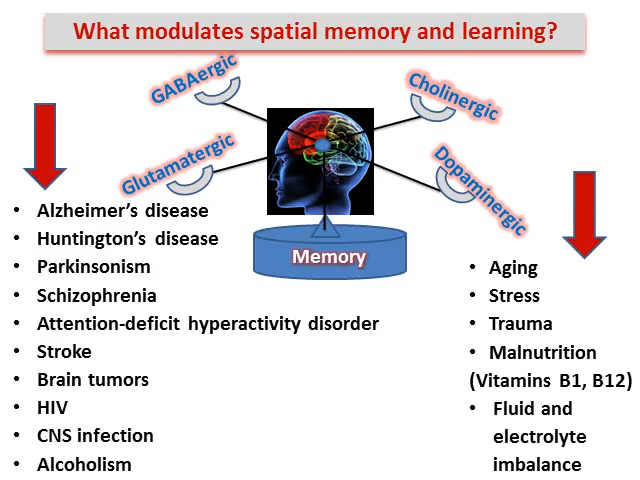 What modulates spatial memory and learning?
GABAergic
Cholinergic
Glutamatergic
Dopaminergic
Memory
• Alzheimer's disease
• Huntington's disease
• Parkinsonism
• Schizophrenia
• Attention-deficit hyperactivity disorder
• Stroke
• Brain tumors
• HIV
• CNS infection
• Alcoholism
• Aging
• Stress
• Trauma
• Malnutrition
(Vitamins B1, B12)
• Fluid and
electrolyte
imbalance